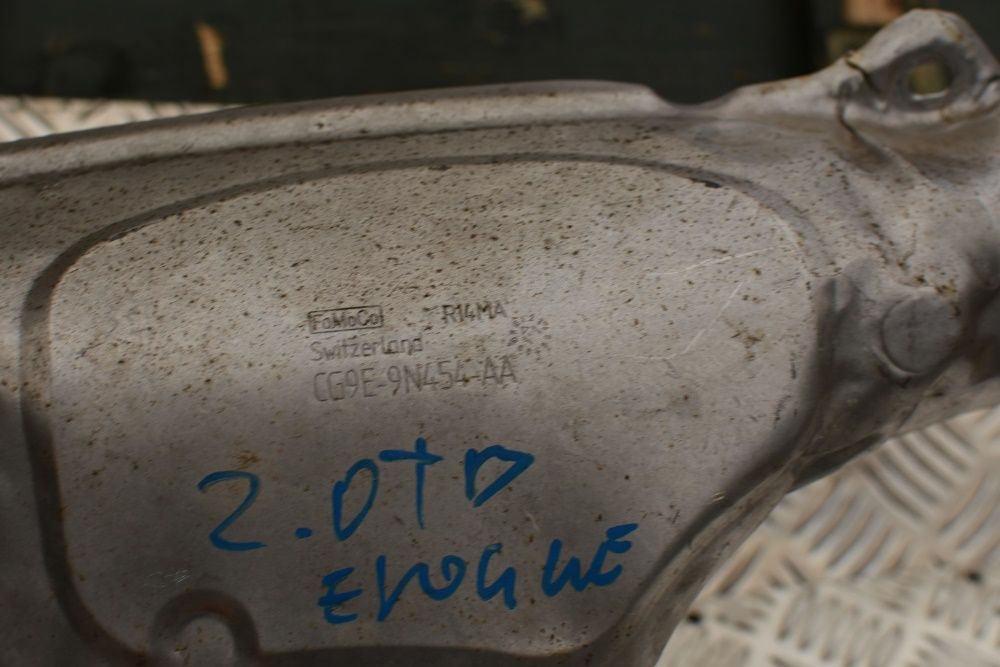 FoMoCo R14MA
Switzerland
CG9E-9N454-AA
2.0TD
EVOGUE